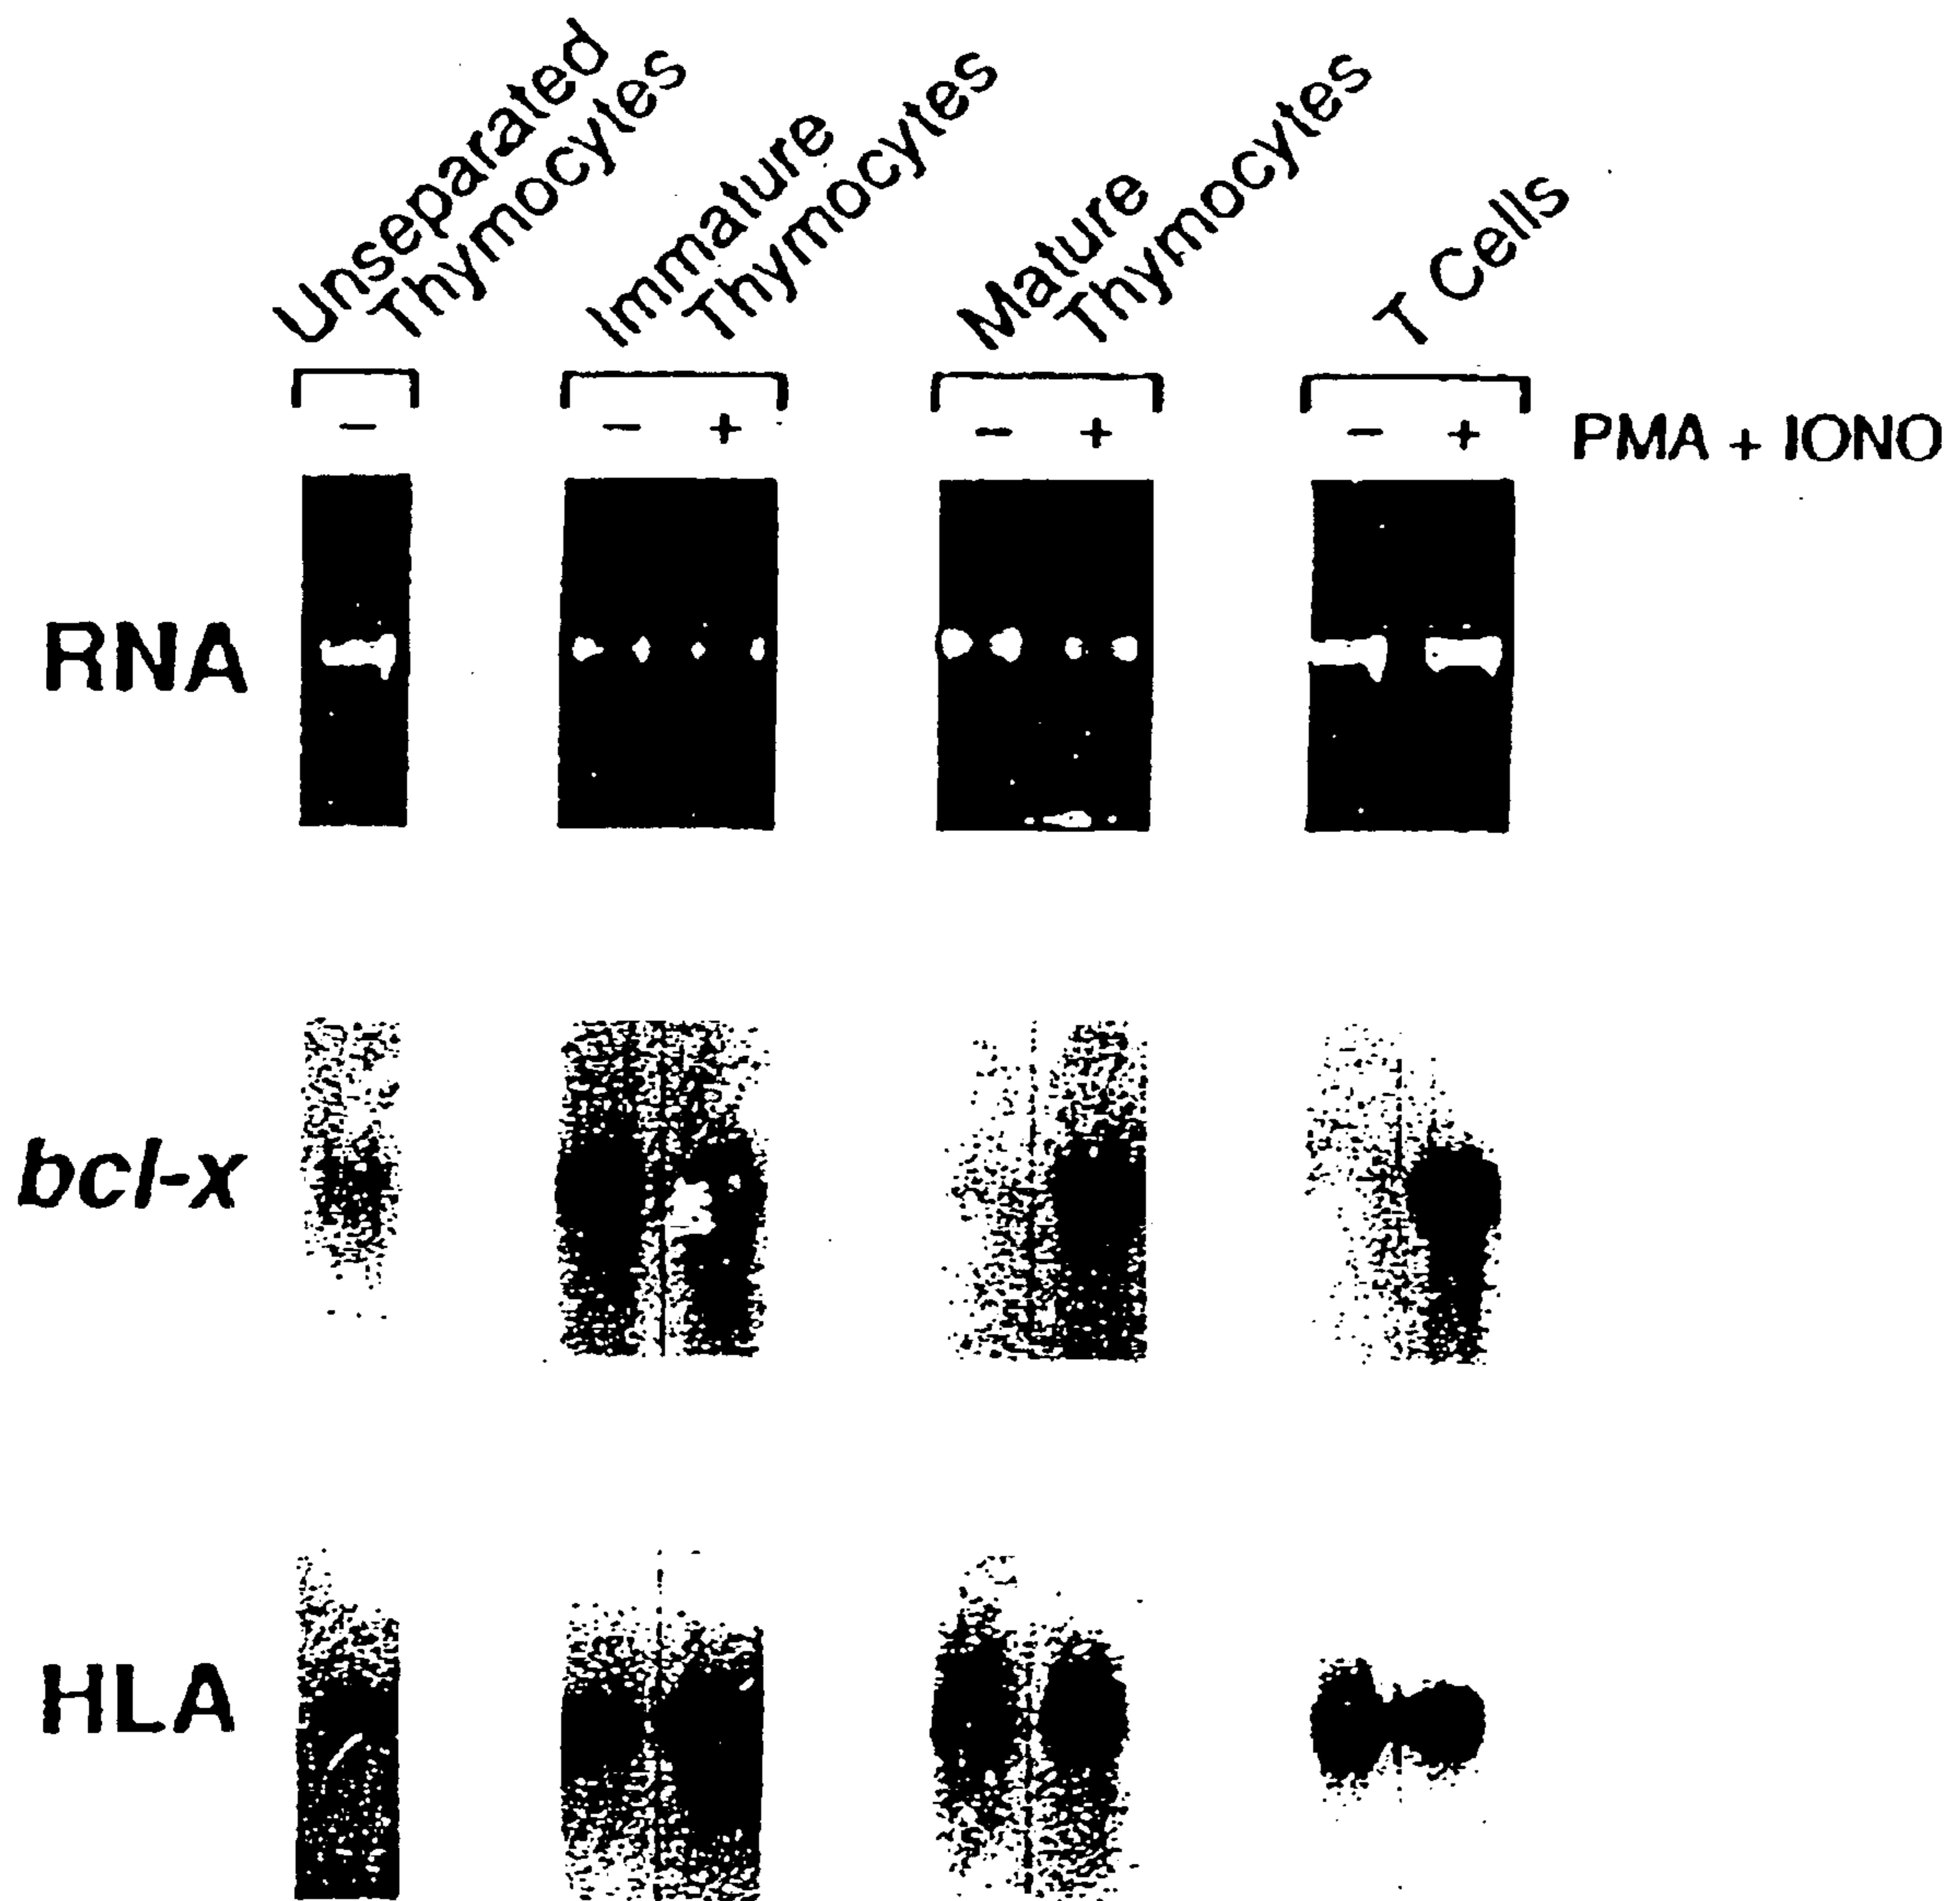 Unseparated
Thymocytes
Immature
Thymocytes
Mature
Thymocytes
T Cells
− − + − + − + PMA + IONO
RNA
bcl-x
HLA